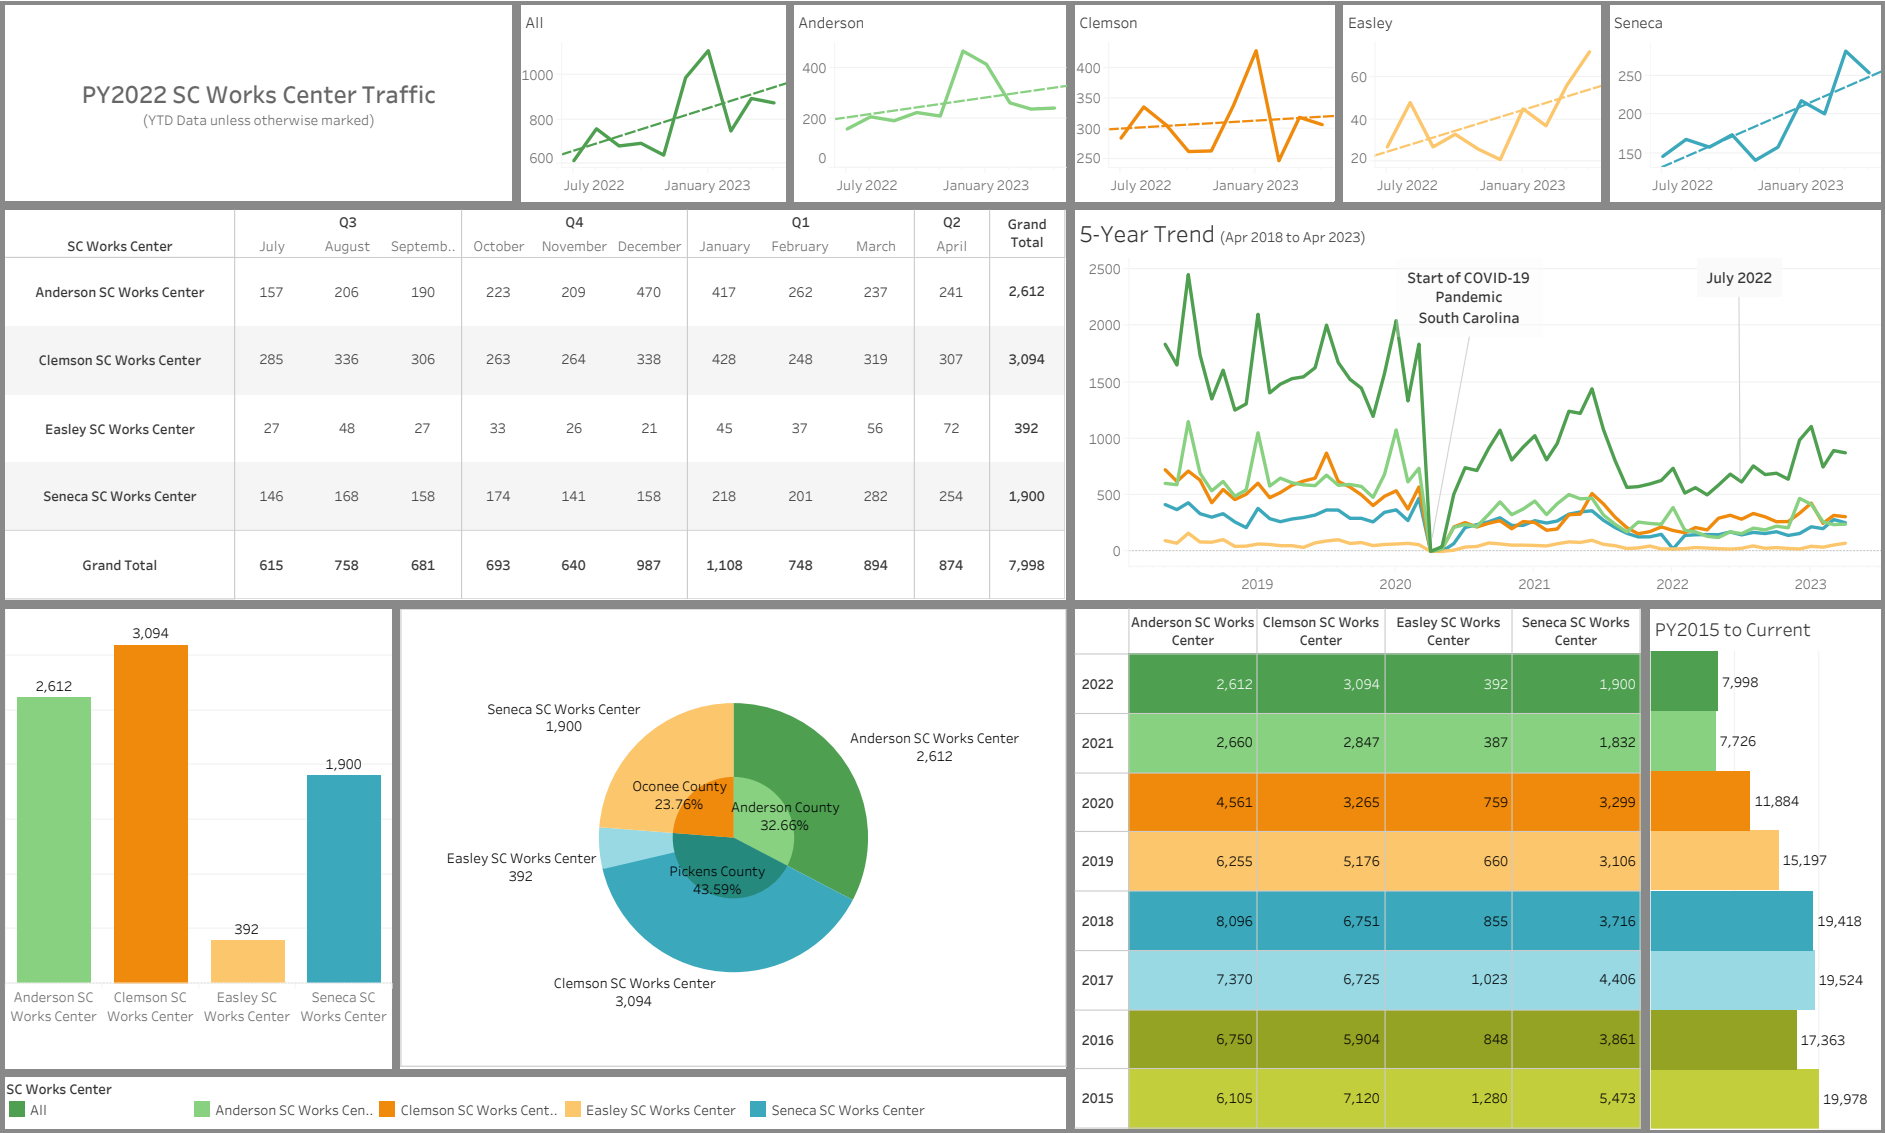 PY2022 SC Works Center Traffic
(YTD Data unless otherwise marked)
All
1000
800
600
July 2022 January 2023
Anderson
400
200
0
July 2022 January 2023
Clemson
400
350
300
250
July 2022 January 2023
Easley
60
40
20
July 2022 January 2023
Seneca
250
200
150
July 2022 January 2023
Q3 Q4 Q1 Q2 Grand Total
SC Works Center July August Septemb.. October November December January February March April
Anderson SC Works Center 157 206 190 223 209 470 417 262 237 241 2,612
Clemson SC Works Center 285 336 306 263 264 338 428 248 319 307 3,094
Easley SC Works Center 27 48 27 33 26 21 45 37 56 72 392
Seneca SC Works Center 146 168 158 174 141 158 218 201 282 254 1,900
Grand Total 615 758 681 693 640 987 1,108 748 894 874 7,998
5-Year Trend (Apr 2018 to Apr 2023)
2500
2000
1500
1000
500
0
Start of COVID-19
Pandemic
South Carolina
July 2022
2019 2020 2021 2022 2023
2,612
3,094
392
1,900
Anderson SC Works Center
Clemson SC Works Center
Easley SC Works Center
Seneca SC Works Center
Seneca SC Works Center
1,900
Anderson SC Works Center
2,612
Oconee County
23.76%
Anderson County
32.66%
Easley SC Works Center
392
Pickens County
43.59%
Clemson SC Works Center
3,094
Anderson SC Works Center Clemson SC Works Center Easley SC Works Center Seneca SC Works Center
2022 2,612 3,094 392 1,900
2021 2,660 2,847 387 1,832
2020 4,561 3,265 759 3,299
2019 6,255 5,176 660 3,106
2018 8,096 6,751 855 3,716
2017 7,370 6,725 1,023 4,406
2016 6,750 5,904 848 3,861
2015 6,105 7,120 1,280 5,473
PY2015 to Current
7,998
7,726
11,884
15,197
19,418
19,524
17,363
19,978
SC Works Center
All Anderson SC Works Cen.. Clemson SC Works Cent.. Easley SC Works Center Seneca SC Works Center